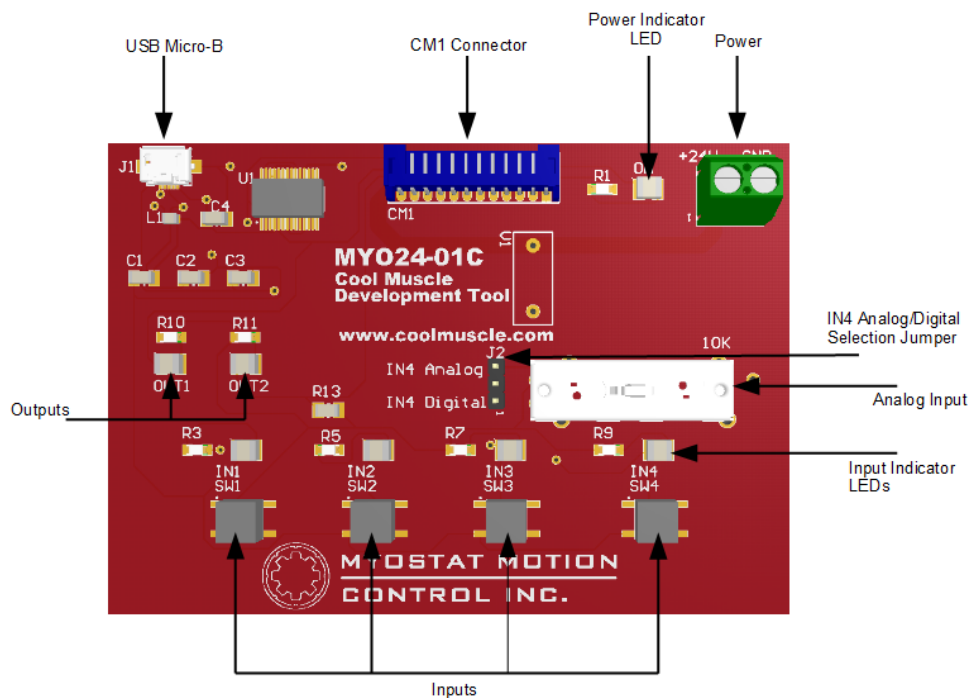 USB Micro-B
CM1 Connector
Power Indicator
LED
Power
J1
U1
L1
C4
CM1
R1
MYO24-01C
Cool Muscle
Development Tool
www.coolmuscle.com
C1
C2
C3
R10
R11
OUT1
OUT2
J2
IN4 Analog
IN4 Digital
10K
IN4 Analog/Digital
Selection Jumper
Analog Input
Outputs
R13
R3
R5
R7
R9
Input Indicator
LEDs
IN1
SW1
IN2
SW2
IN3
SW3
IN4
SW4
MYOSTAT MOTION
CONTROL INC.
Inputs